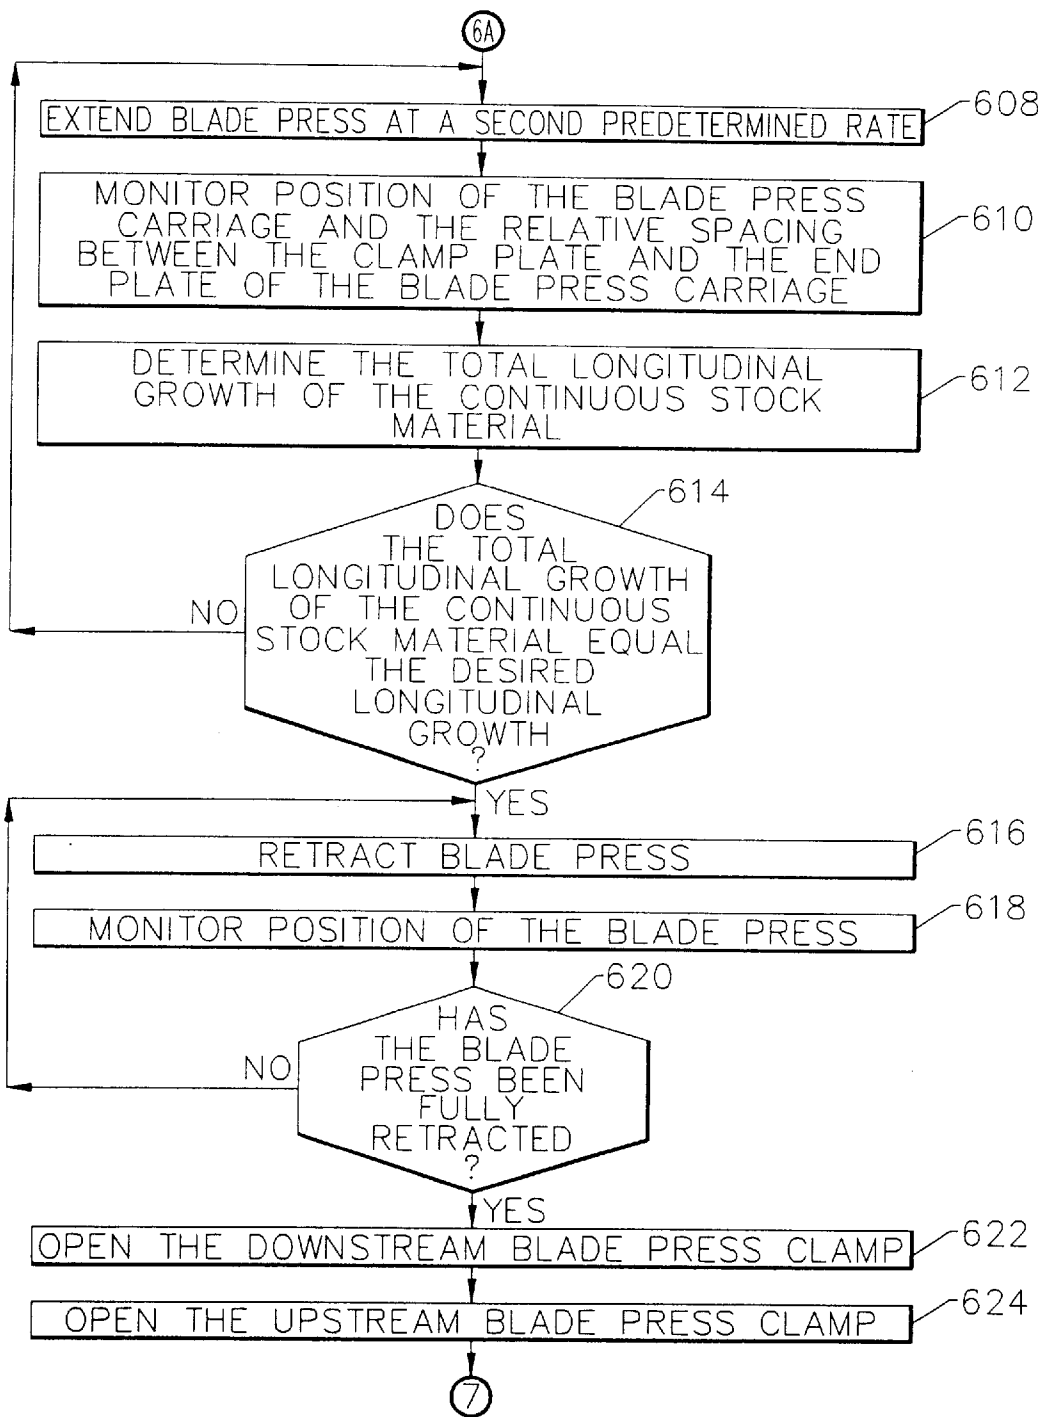 6A
EXTEND BLADE PRESS AT A SECOND PREDETERMINED RATE
608
MONITOR POSITION OF THE BLADE PRESS
CARRIAGE AND THE RELATIVE SPACING
BETWEEN THE CLAMP PLATE AND THE END
PLATE OF THE BLADE PRESS CARRIAGE
610
DETERMINE THE TOTAL LONGITUDINAL
GROWTH OF THE CONTINUOUS STOCK
MATERIAL
612
614
DOES
THE TOTAL
LONGITUDINAL GROWTH
OF THE CONTINUOUS
STOCK MATERIAL EQUAL
THE DESIRED
LONGITUDINAL
GROWTH
?
NO
YES
RETRACT BLADE PRESS
616
MONITOR POSITION OF THE BLADE PRESS
618
620
HAS
THE BLADE
PRESS BEEN
FULLY
RETRACTED
?
NO
YES
OPEN THE DOWNSTREAM BLADE PRESS CLAMP
622
OPEN THE UPSTREAM BLADE PRESS CLAMP
624
7